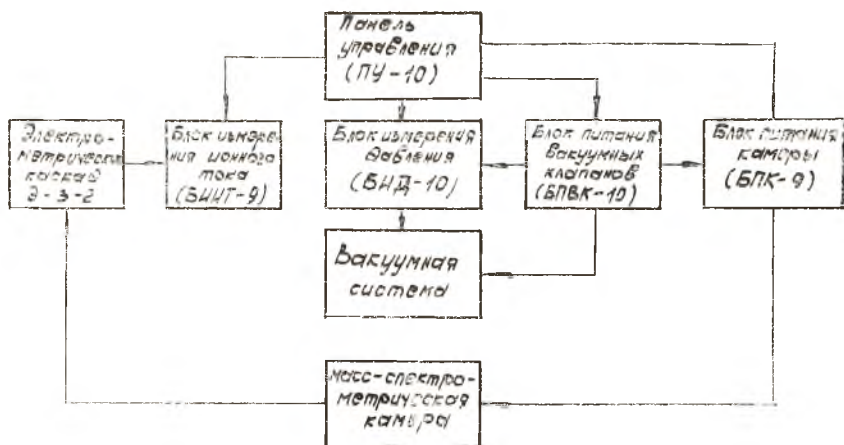 Панель
управления
(ПУ-10)
Электро-
метрический
каскад
Э-3-2
Блок измере-
ния ионного
тока
(БИИТ-9)
Блок измерения
давления
(БИД-10)
Блок питания
вакуумных
клапанов
(БПВК-10)
Блок питания
камеры
(БПК-9)
Вакуумная
система
Масс-спектро-
метрическая
камера